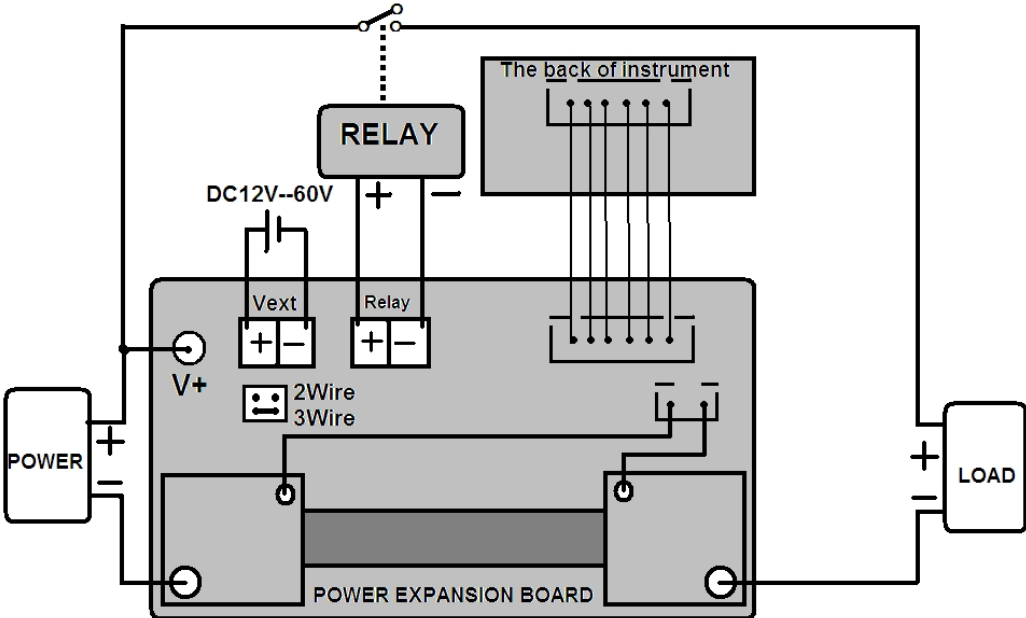 The back of instrument
RELAY
+ −
DC12V--60V
Vext
Relay
+ −
+ −
V+
2Wire
3Wire
POWER
+
−
LOAD
+
−
POWER EXPANSION BOARD